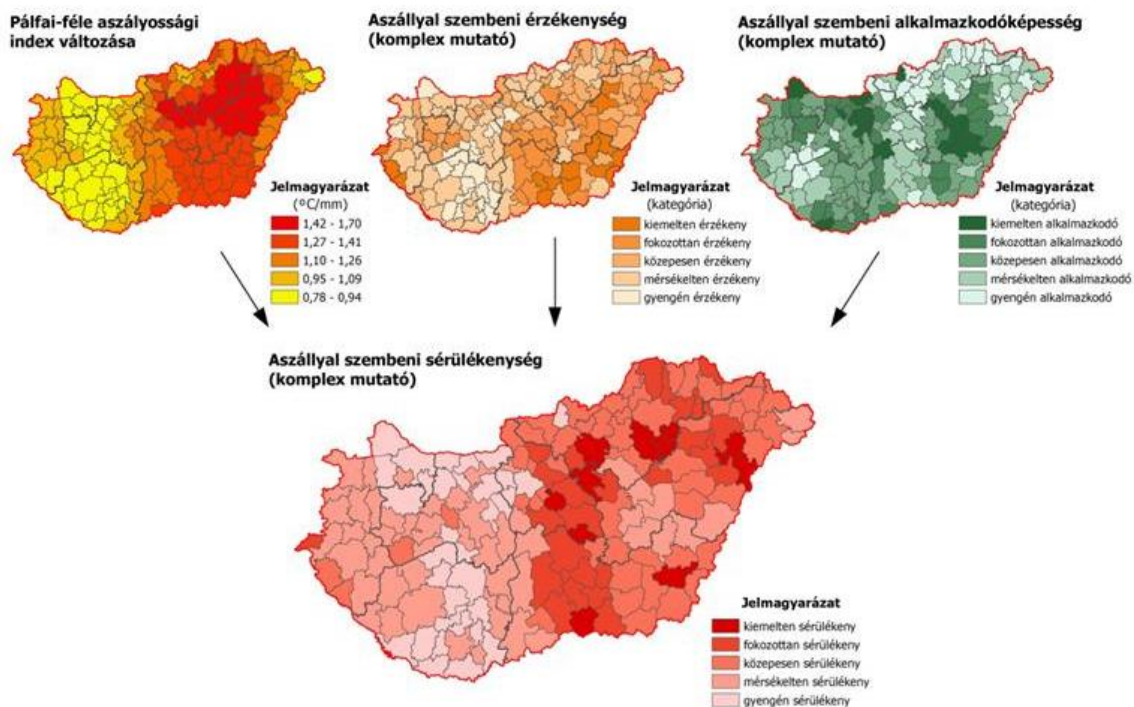 Pálfai-féle aszályossági
index változása
Jelmagyarázat
(ºC/mm)
1,42 - 1,70
1,27 - 1,41
1,10 - 1,26
0,95 - 1,09
0,78 - 0,94
Aszállyal szembeni érzékenység
(komplex mutató)
Jelmagyarázat
(kategória)
kiemelten érzékeny
fokozottan érzékeny
közepesen érzékeny
mérsékelten érzékeny
gyengén érzékeny
Aszállyal szembeni alkalmazkodóképesség
(komplex mutató)
Jelmagyarázat
(kategória)
kiemelten alkalmazkodó
fokozottan alkalmazkodó
közepesen alkalmazkodó
mérsékelten alkalmazkodó
gyengén alkalmazkodó
Aszállyal szembeni sérülékenység
(komplex mutató)
Jelmagyarázat
kiemelten sérülékeny
fokozottan sérülékeny
közepesen sérülékeny
mérsékelten sérülékeny
gyengén sérülékeny